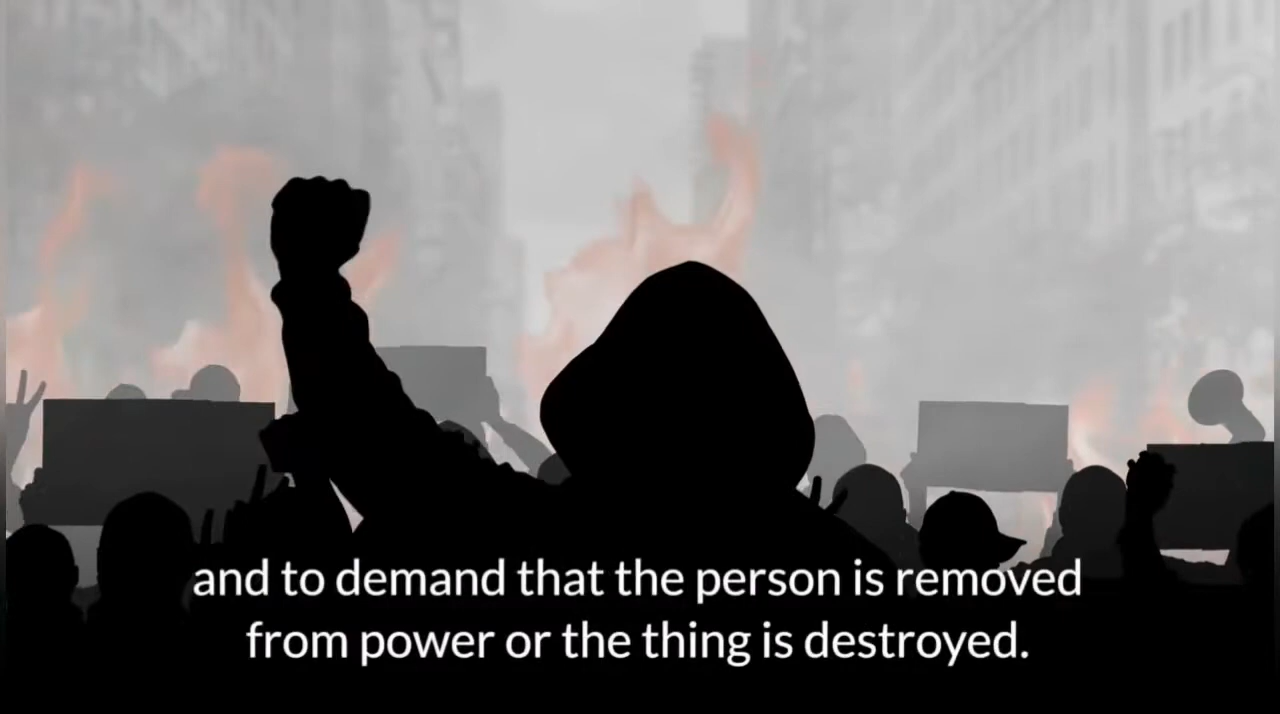 and to demand that the person is removed
from power or the thing is destroyed.